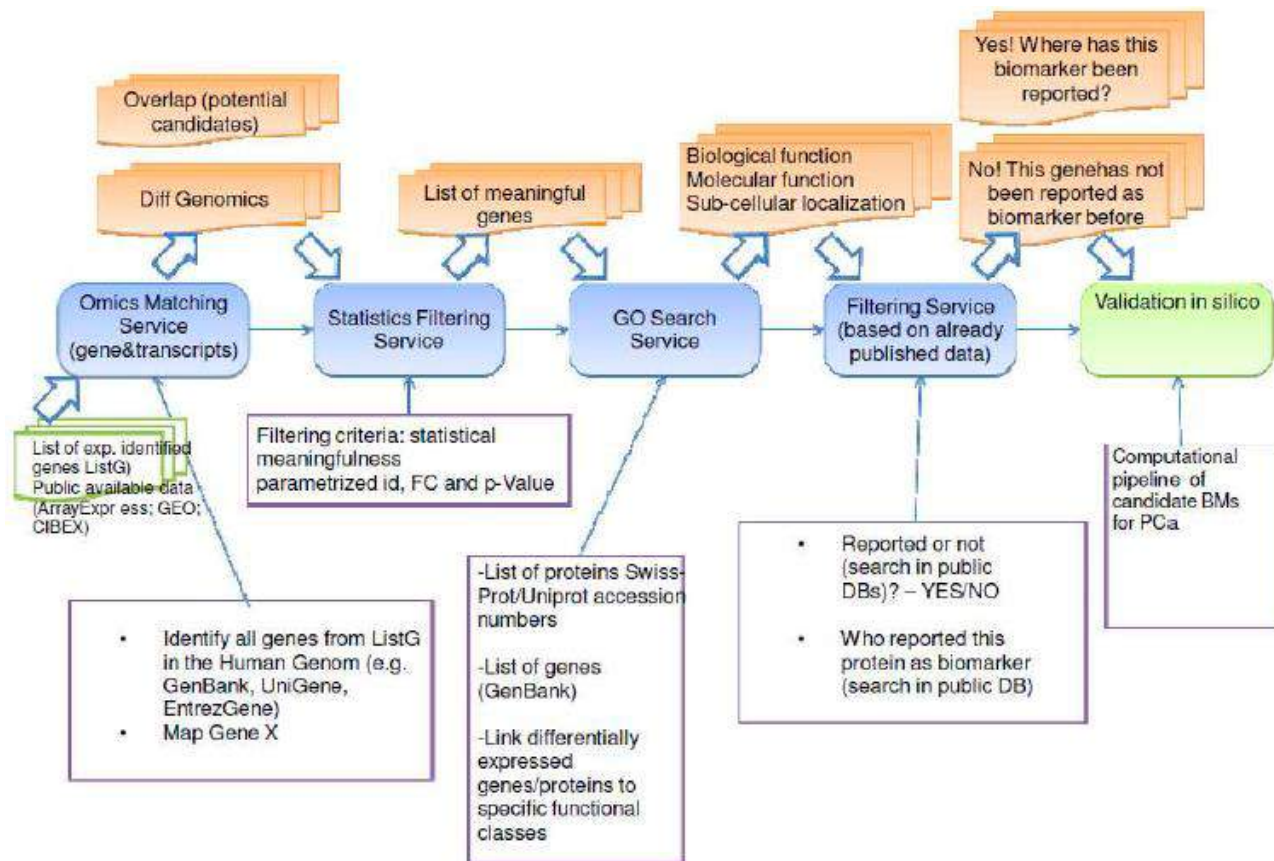 Overlap (potential
candidates)
Diff Genomics
List of meaningful
genes
Biological function
Molecular function
Sub-cellular localization
Yes! Where has this
biomarker been
reported?
No! This genehas not
been reported as
biomarker before
Omics Matching
Service
(gene&transcripts)
Statistics Filtering
Service
GO Search
Service
Filtering Service
(based on already
published data)
Validation in silico
List of exp. identified
genes ListG)
Public available data
(ArrayExpr ess; GEO;
CIBEX)
Filtering criteria: statistical
meaningfulness
parametrized id, FC and p-Value
Computational
pipeline of
candidate BMs
for PCa
• Identify all genes from ListG
in the Human Genom (e.g.
GenBank, UniGene,
EntrezGene)
• Map Gene X
-List of proteins Swiss-
Prot/Uniprot accession
numbers
-List of genes
(GenBank)
-Link differentially
expressed
genes/proteins to
specific functional
classes
• Reported or not
(search in public
DBs)? – YES/NO
• Who reported this
protein as biomarker
(search in public DB)